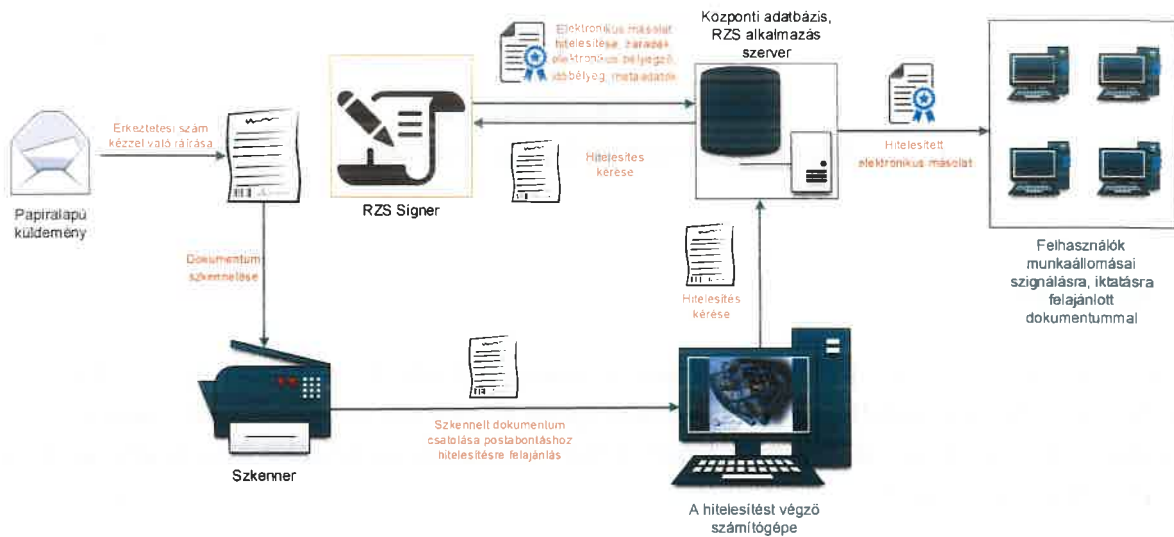 Központi adatbázis,
RZS alkalmazás
szerver
Elektronikus másolat
hitelesítése, záradék
elektronikus bélyegző,
időbélyeg, metaadatok
Érkeztetési szám
kézzel való ráírása
Papíralapú
küldemény
RZS Signer
Hitelesítés
kérése
Hitelesített
elektronikus másolat
Felhasználók
munkaállomásai
szignálásra, iktatásra
felajánlott
dokumentummal
Dokumentum
szkennelése
Hitelesítés
kérése
Szkennelt dokumentum
csatolása postabontáshoz
hitelesítésre felajánlás
Szkenner
A hitelesítést végző
számítógépe